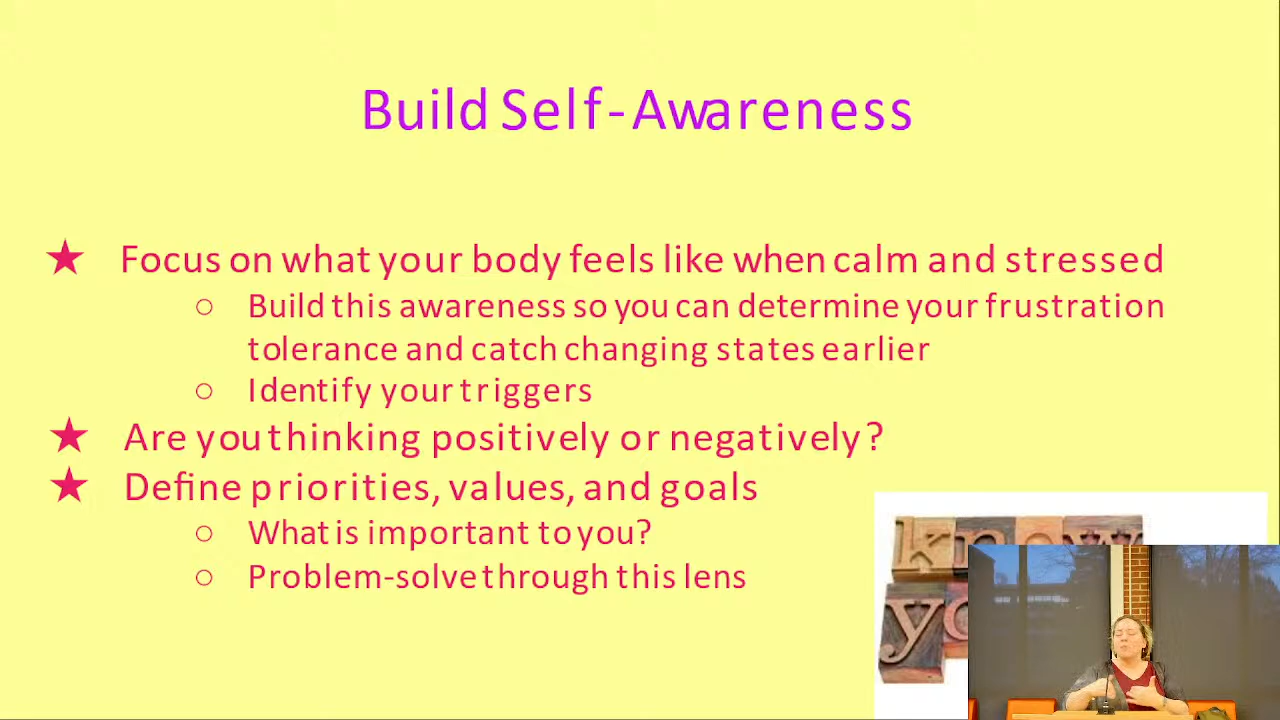 Build Self-Awareness
★ Focus on what your body feels like when calm and stressed
○ Build this awareness so you can determine your frustration
tolerance and catch changing states earlier
○ Identify your triggers
★ Are you thinking positively or negatively?
★ Define priorities, values, and goals
○ What is important to you?
○ Problem-solve through this lens
know